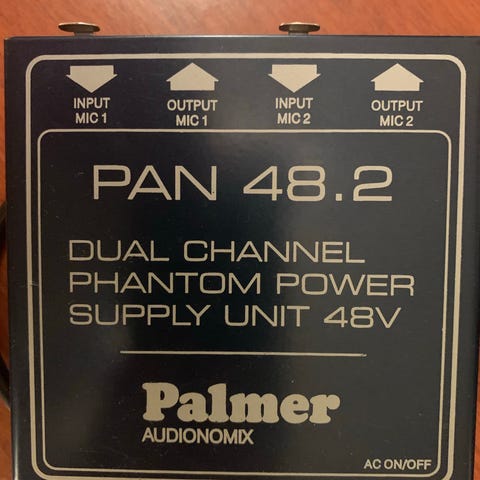 INPUT MIC 1
OUTPUT MIC 1
INPUT MIC 2
OUTPUT MIC 2
PAN 48.2
DUAL CHANNEL
PHANTOM POWER
SUPPLY UNIT 48V
Palmer
AUDIONOMIX
AC ON/OFF